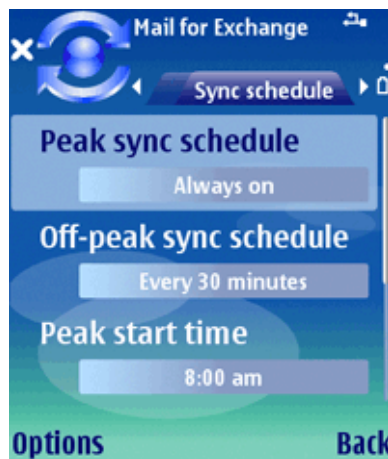 Mail for Exchange
Sync schedule
Peak sync schedule
Always on
Off-peak sync schedule
Every 30 minutes
Peak start time
8:00 am
Options Back